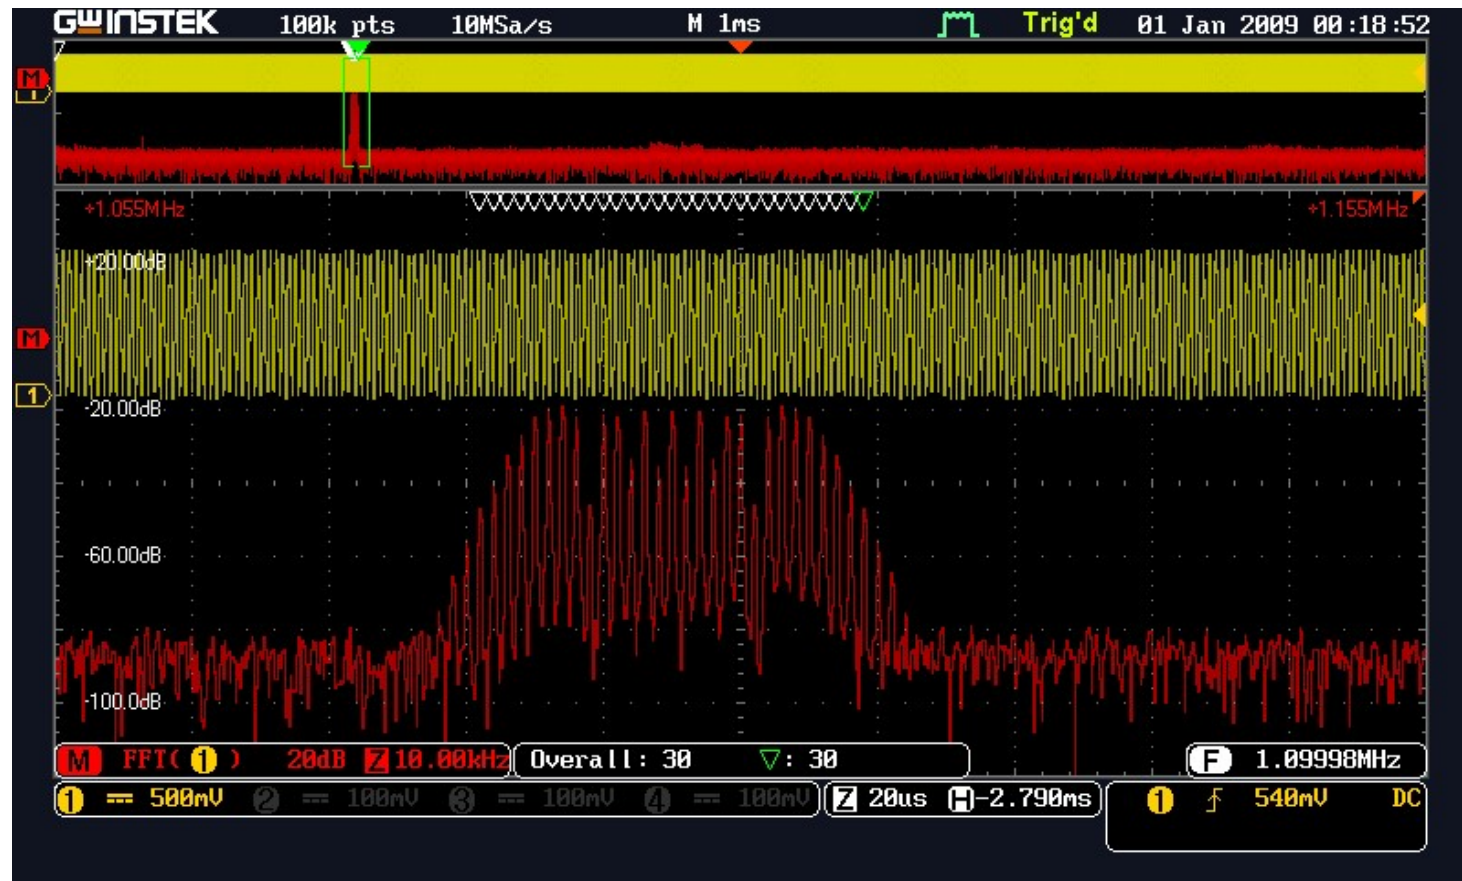 GWINSTEK 100k pts 10MSa/s M 1ms Trig'd 01 Jan 2009 00:18:52
M
1
+1.055MHz +1.155MHz
+20.00dB
M
1
-20.00dB
-60.00dB
-100.0dB
M FFT( 1 ) 20dB Z 10.00kHz Overall: 30 ▽: 30 F 1.09998MHz
1 500mV 2 100mV 3 100mV 4 100mV Z 20us H -2.790ms 1 540mV DC